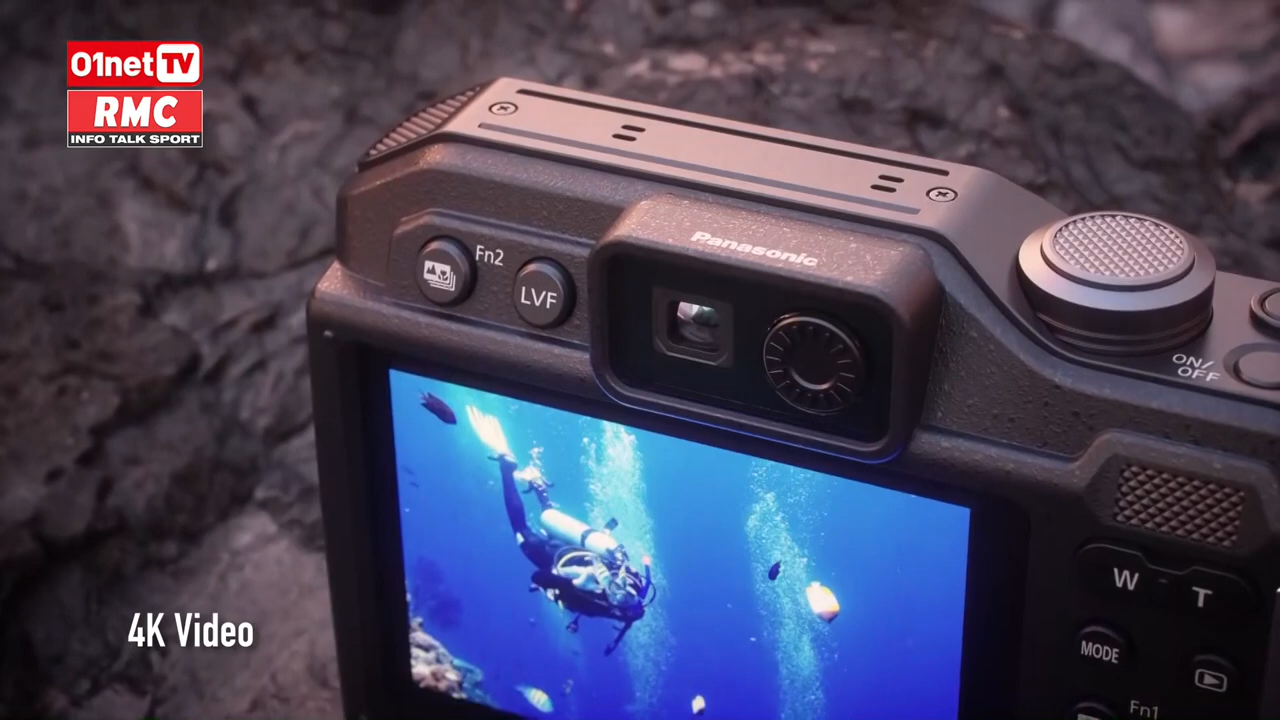 01net TV
RMC
INFO TALK SPORT
Panasonic
Fn2
LVF
ON/
OFF
W T
MODE
Fn1
4K Video